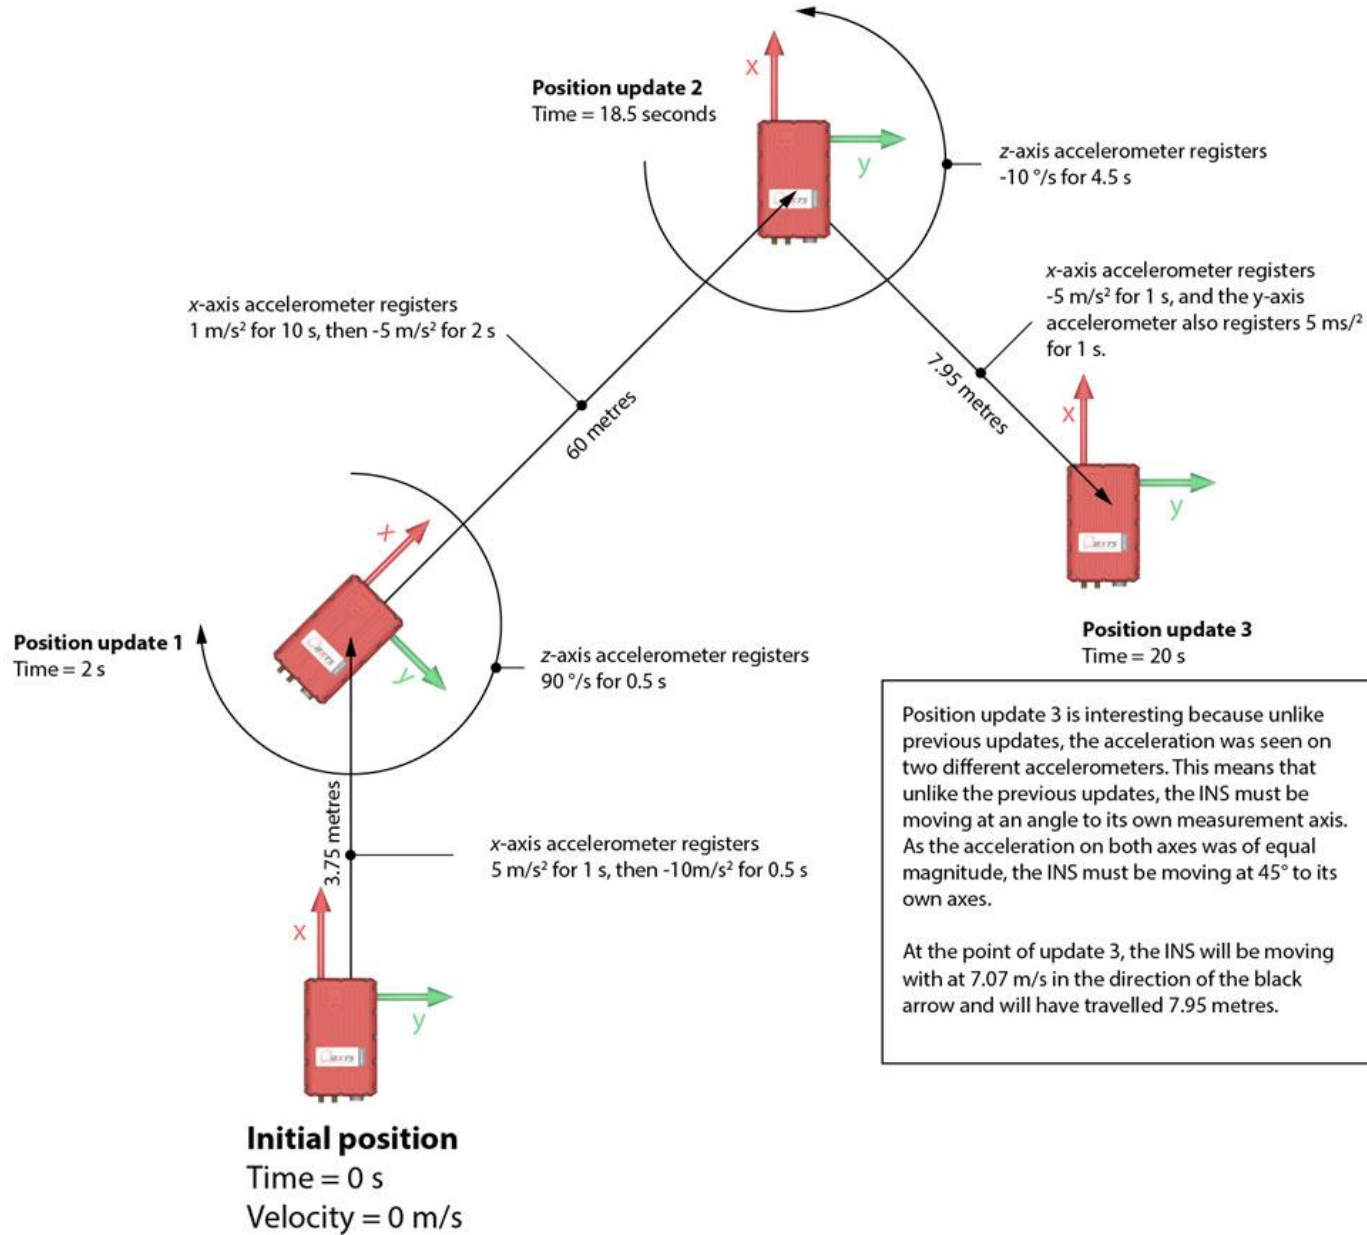 Position update 2
Time = 18.5 seconds
x
y
z-axis accelerometer registers
-10 °/s for 4.5 s
x-axis accelerometer registers
-5 m/s² for 1 s, and the y-axis
accelerometer also registers 5 ms/²
for 1 s.
x-axis accelerometer registers
1 m/s² for 10 s, then -5 m/s² for 2 s
60 metres
7.95 metres
x
y
x
y
Position update 1
Time = 2 s
z-axis accelerometer registers
90 °/s for 0.5 s
Position update 3
Time = 20 s
3.75 metres
x-axis accelerometer registers
5 m/s² for 1 s, then -10m/s² for 0.5 s
x
y
Position update 3 is interesting because unlike
previous updates, the acceleration was seen on
two different accelerometers. This means that
unlike the previous updates, the INS must be
moving at an angle to its own measurement axis.
As the acceleration on both axes was of equal
magnitude, the INS must be moving at 45° to its
own axes.
At the point of update 3, the INS will be moving
with at 7.07 m/s in the direction of the black
arrow and will have travelled 7.95 metres.
Initial position
Time = 0 s
Velocity = 0 m/s